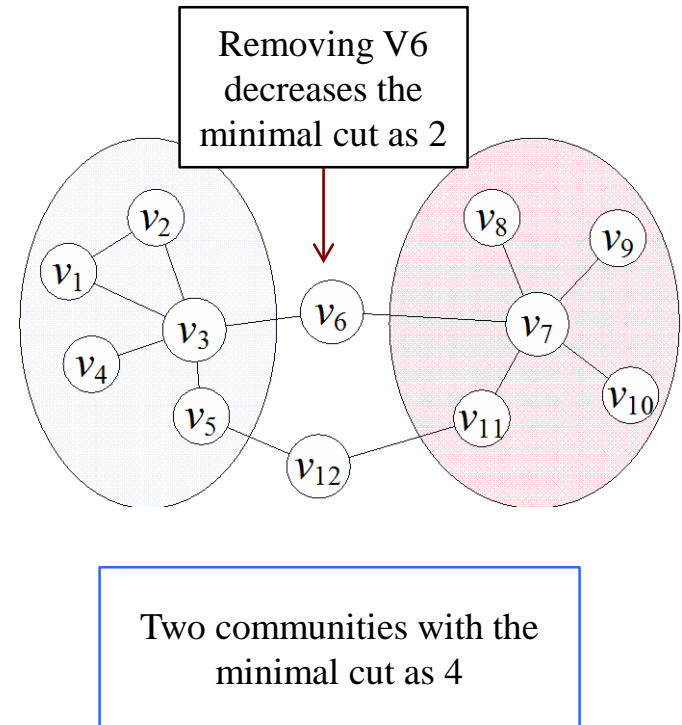 Removing V6
decreases the
minimal cut as 2
v₂
v₈
v₉
v₁
v₆
v₃
v₇
v₄
v₁₀
v₅
v₁₁
v₁₂
Two communities with the
minimal cut as 4